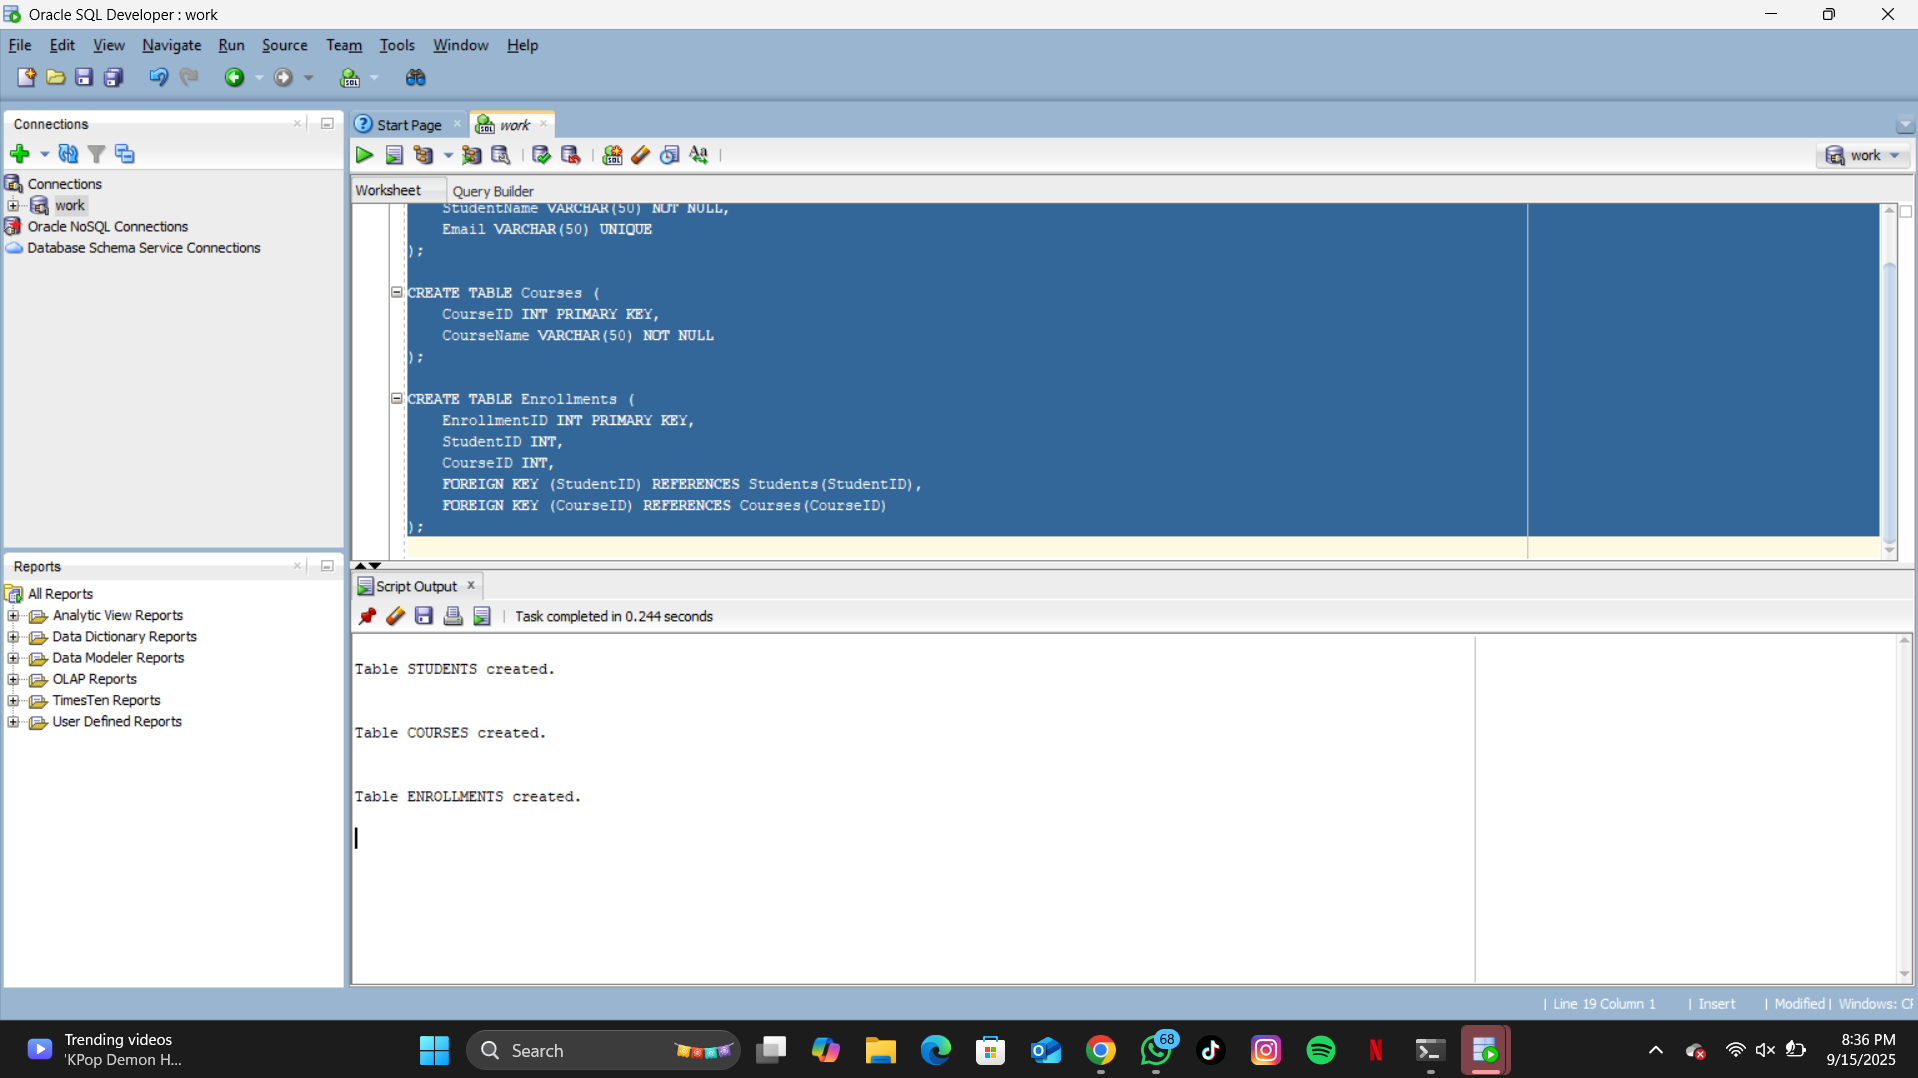 Oracle SQL Developer : work
File Edit View Navigate Run Source Team Tools Window Help
Connections
Connections
work
Oracle NoSQL Connections
Database Schema Service Connections
Reports
All Reports
Analytic View Reports
Data Dictionary Reports
Data Modeler Reports
OLAP Reports
TimesTen Reports
User Defined Reports
Start Page work
SQL Aa
work
Worksheet Query Builder
StudentName VARCHAR(50) NOT NULL,
Email VARCHAR(50) UNIQUE
);
CREATE TABLE Courses (
CourseID INT PRIMARY KEY,
CourseName VARCHAR(50) NOT NULL
);
CREATE TABLE Enrollments (
EnrollmentID INT PRIMARY KEY,
StudentID INT,
CourseID INT,
FOREIGN KEY (StudentID) REFERENCES Students(StudentID),
FOREIGN KEY (CourseID) REFERENCES Courses(CourseID)
);
Script Output
Task completed in 0.244 seconds
Table STUDENTS created.
Table COURSES created.
Table ENROLLMENTS created.
| Line 19 Column 1 | Insert | Modified | Windows: CF
Trending videos
'KPop Demon H...
Search
68
8:36 PM
9/15/2025